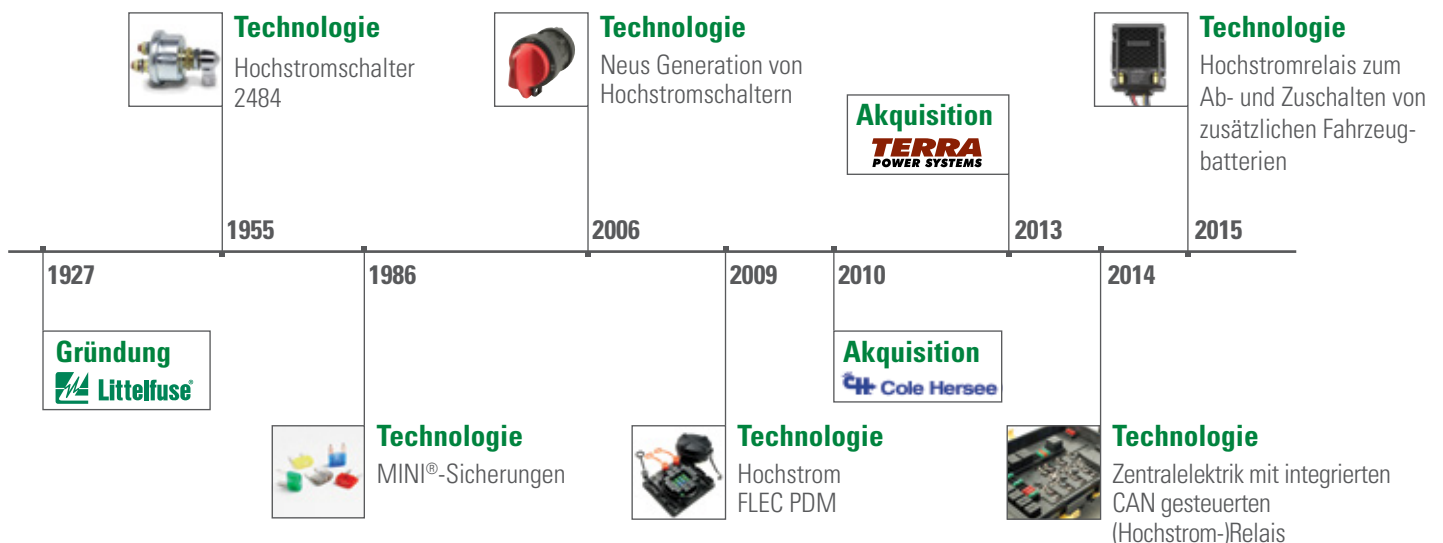 Technologie
Hochstromschalter
2484
Technologie
Neus Generation von
Hochstromschaltern
Akquisition
TERRA
POWER SYSTEMS
Technologie
Hochstromrelais zum
Ab- und Zuschalten von
zusätzlichen Fahrzeug-
batterien
1955
2006
2013
2015
1927
1986
2009
2010
2014
Gründung
Littelfuse®
Akquisition
CH Cole Hersee
Technologie
MINI®-Sicherungen
Technologie
Hochstrom
FLEC PDM
Technologie
Zentralelektrik mit integrierten
CAN gesteuerten
(Hochstrom-)Relais